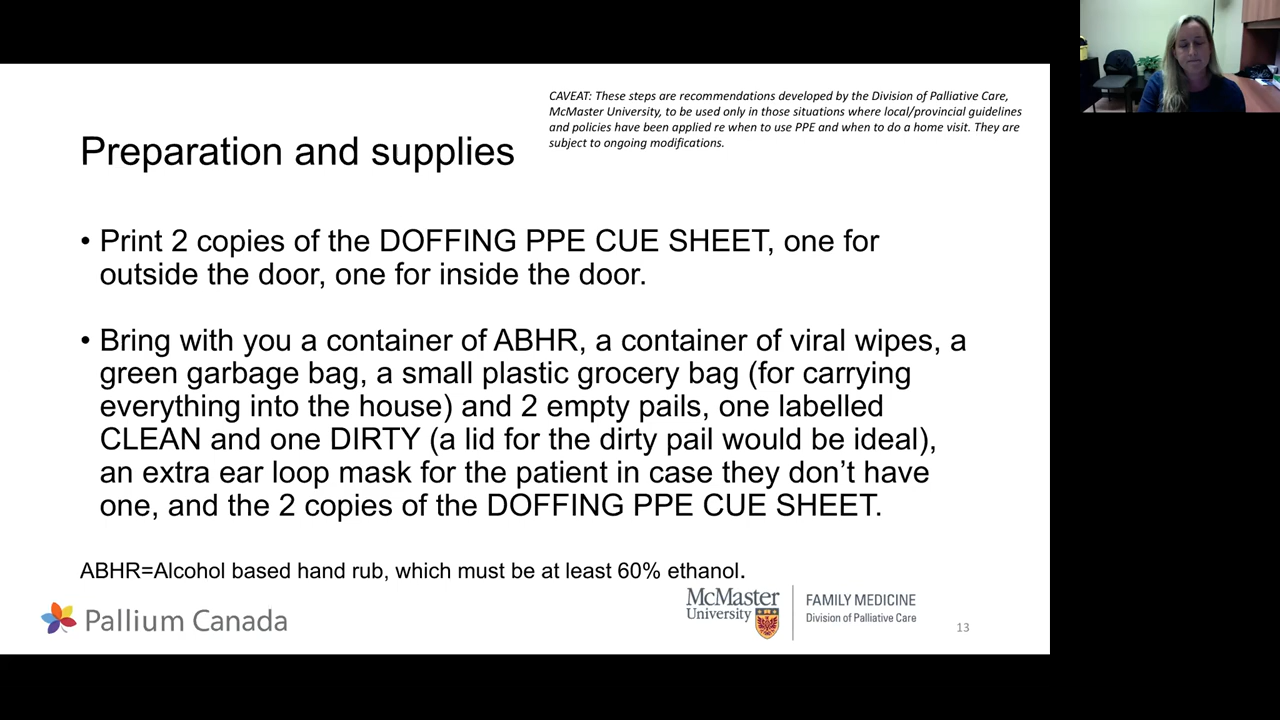 CAVEAT: These steps are recommendations developed by the Division of Palliative Care,
McMaster University, to be used only in those situations where local/provincial guidelines
and policies have been applied re when to use PPE and when to do a home visit. They are
subject to ongoing modifications.
Preparation and supplies
• Print 2 copies of the DOFFING PPE CUE SHEET, one for
outside the door, one for inside the door.
• Bring with you a container of ABHR, a container of viral wipes, a
green garbage bag, a small plastic grocery bag (for carrying
everything into the house) and 2 empty pails, one labelled
CLEAN and one DIRTY (a lid for the dirty pail would be ideal),
an extra ear loop mask for the patient in case they don’t have
one, and the 2 copies of the DOFFING PPE CUE SHEET.
ABHR=Alcohol based hand rub, which must be at least 60% ethanol.
Pallium Canada
McMaster
University
FAMILY MEDICINE
Division of Palliative Care
13